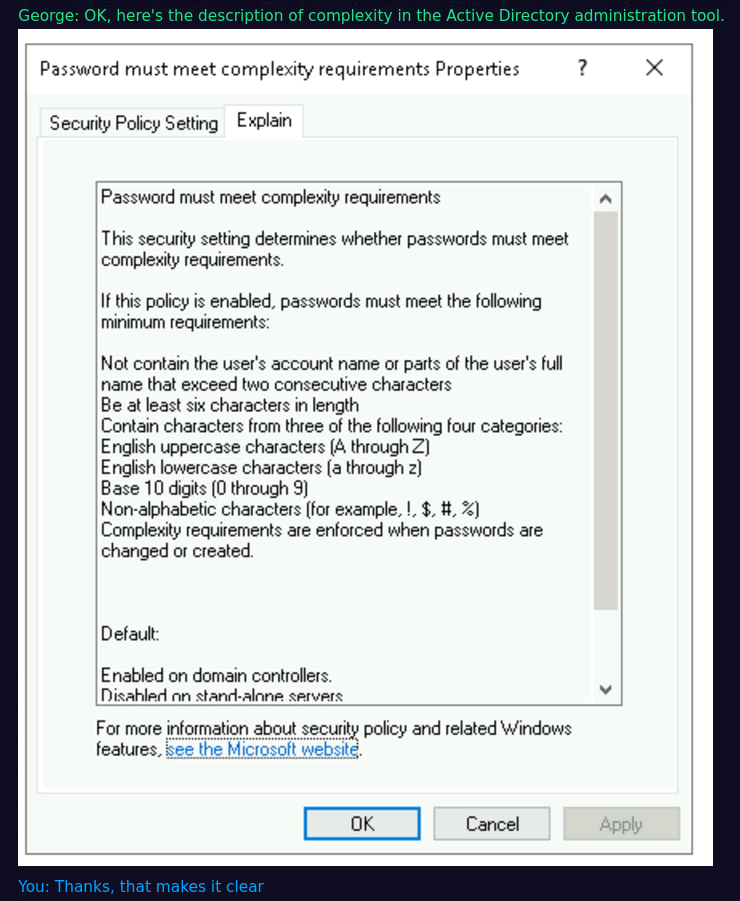 George: OK, here's the description of complexity in the Active Directory administration tool.
Password must meet complexity requirements Properties ?
Security Policy Setting Explain
Password must meet complexity requirements
This security setting determines whether passwords must meet
complexity requirements.
If this policy is enabled, passwords must meet the following
minimum requirements:
Not contain the user's account name or parts of the user's full
name that exceed two consecutive characters
Be at least six characters in length
Contain characters from three of the following four categories:
English uppercase characters (A through Z)
English lowercase characters (a through z)
Base 10 digits (0 through 9)
Non-alphabetic characters (for example, !, $, #, %)
Complexity requirements are enforced when passwords are
changed or created.
Default:
Enabled on domain controllers.
Disabled on stand-alone servers
For more information about security policy and related Windows
features, see the Microsoft website.
OK Cancel Apply
You: Thanks, that makes it clear